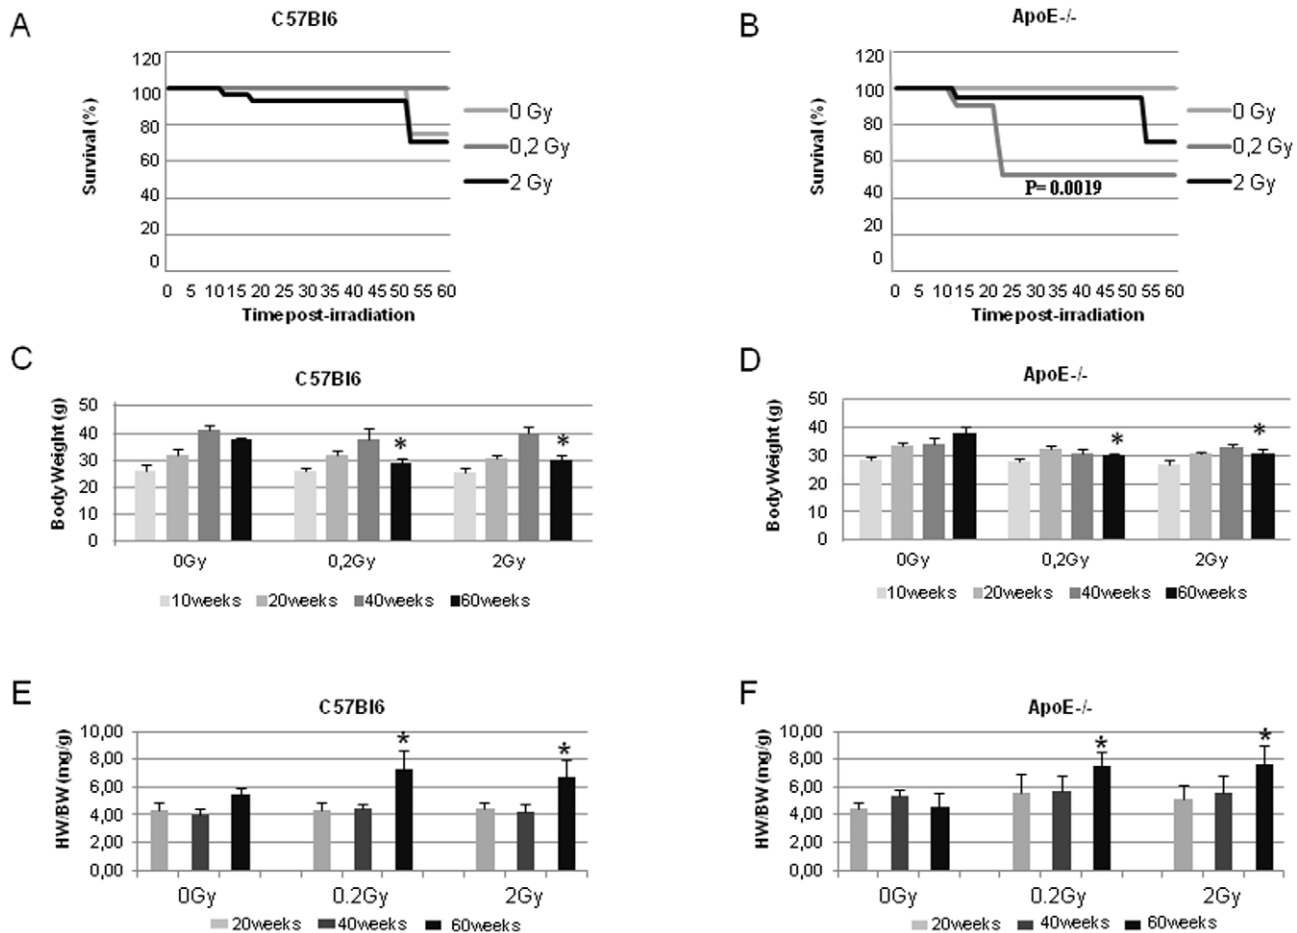 A
C57Bl6
B
ApoE-/-
Survival (%)
120
100
80
60
40
20
0
0 5 10 15 20 25 30 35 40 45 50 55 60
Time post-irradiation
0 Gy
0,2 Gy
2 Gy
Survival (%)
120
100
80
60
40
20
0
P= 0.0019
0 5 10 15 20 25 30 35 40 45 50 55 60
Time post-irradiation
0 Gy
0,2 Gy
2 Gy
C
C57Bl6
Body Weight (g)
50
40
30
20
10
0
* *
0Gy 0,2Gy 2Gy
10weeks 20weeks 40weeks 60weeks
D
ApoE-/-
Body Weight (g)
50
40
30
20
10
0
* *
0Gy 0,2Gy 2Gy
10weeks 20weeks 40weeks 60weeks
E
C57Bl6
HW/BW (mg/g)
10,00
8,00
6,00
4,00
2,00
0,00
* *
0Gy 0.2Gy 2Gy
20weeks 40weeks 60weeks
F
ApoE-/-
HW/BW (mg/g)
10,00
8,00
6,00
4,00
2,00
0,00
* *
0Gy 0.2Gy 2Gy
20weeks 40weeks 60weeks